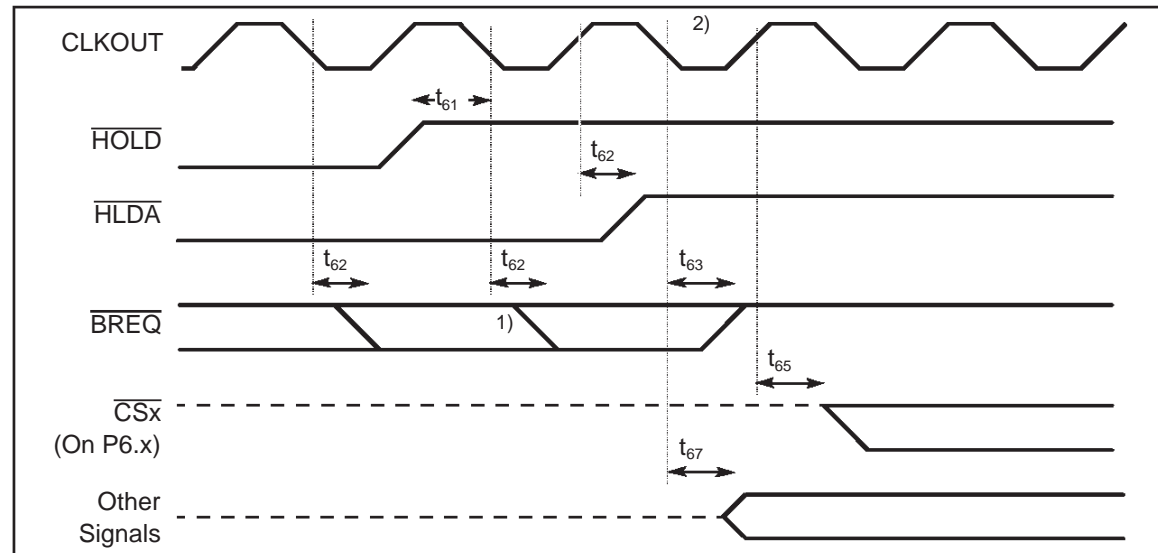 CLKOUT
2)
t61
HOLD
t62
HLDA
t62
t62
t63
BREQ
1)
t65
CSx
(On P6.x)
t67
Other
Signals